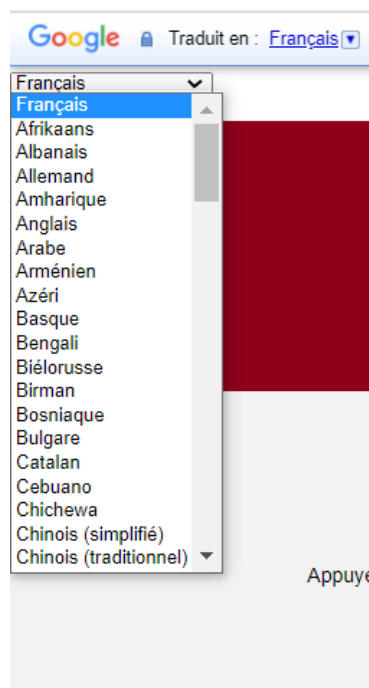 Google Traduit en : Français
Français
Français
Afrikaans
Albanais
Allemand
Amharique
Anglais
Arabe
Arménien
Azéri
Basque
Bengali
Biélorusse
Birman
Bosniaque
Bulgare
Catalan
Cebuano
Chichewa
Chinois (simplifié)
Chinois (traditionnel)
Appuye